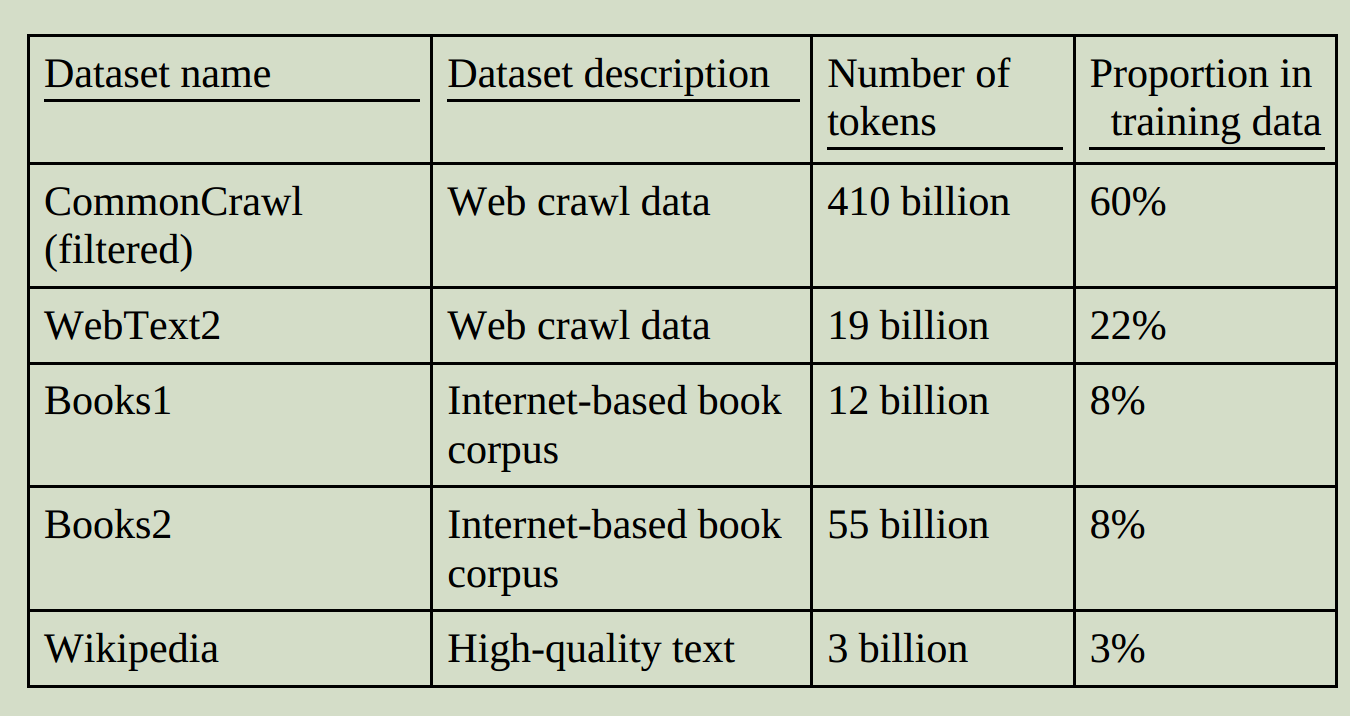 Dataset name
Dataset description
Number of
tokens
Proportion in
training data
CommonCrawl
(filtered)
Web crawl data
410 billion
60%
WebText2
Web crawl data
19 billion
22%
Books1
Internet-based book
corpus
12 billion
8%
Books2
Internet-based book
corpus
55 billion
8%
Wikipedia
High-quality text
3 billion
3%